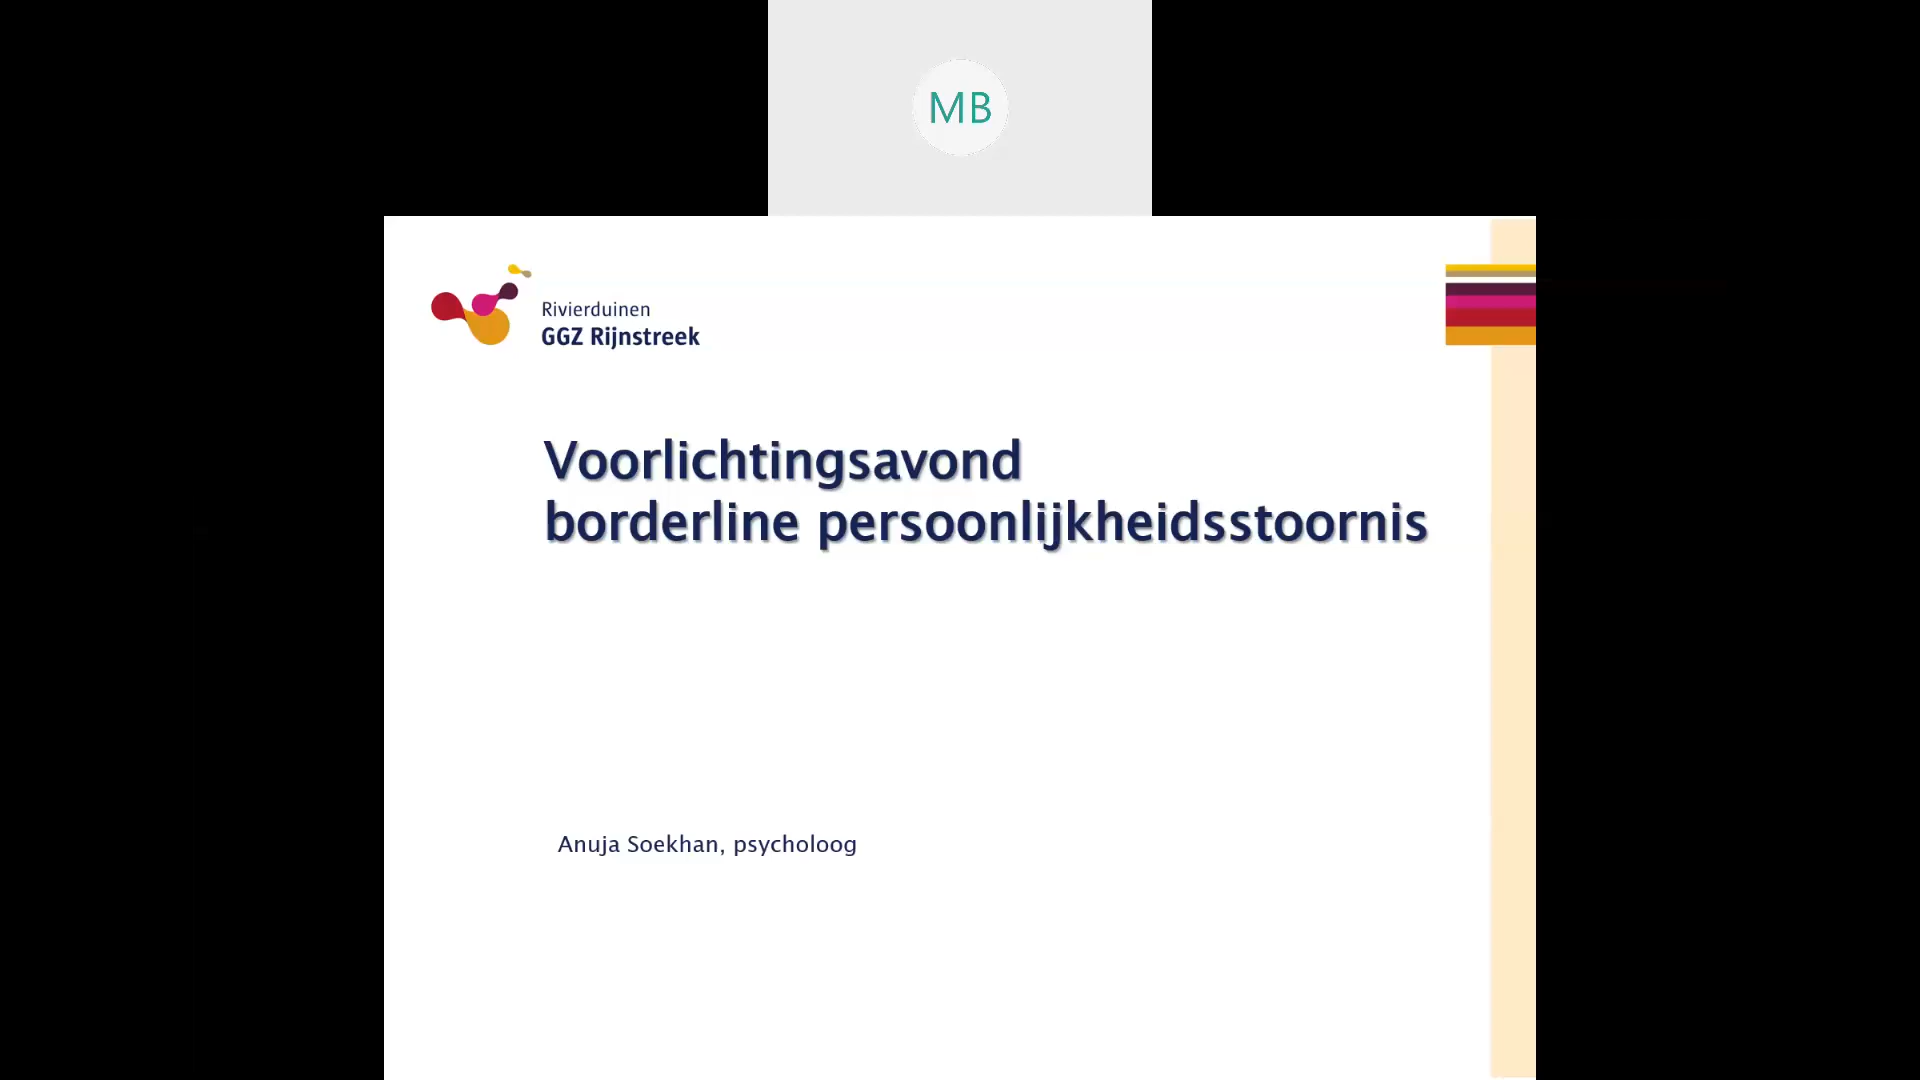 MB
Rivierduinen
GGZ Rijnstreek
Voorlichtingsavond
borderline persoonlijkheidsstoornis
Anuja Soekhan, psycholoog